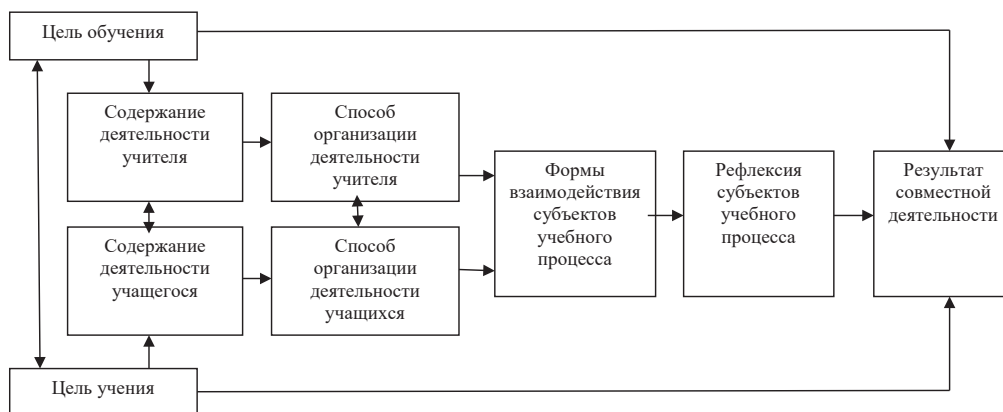 Цель обучения
Содержание
деятельности
учителя
Способ
организации
деятельности
учителя
Формы
взаимодействия
субъектов
учебного
процесса
Рефлексия
субъектов
учебного
процесса
Результат
совместной
деятельности
Содержание
деятельности
учащегося
Способ
организации
деятельности
учащихся
Цель учения